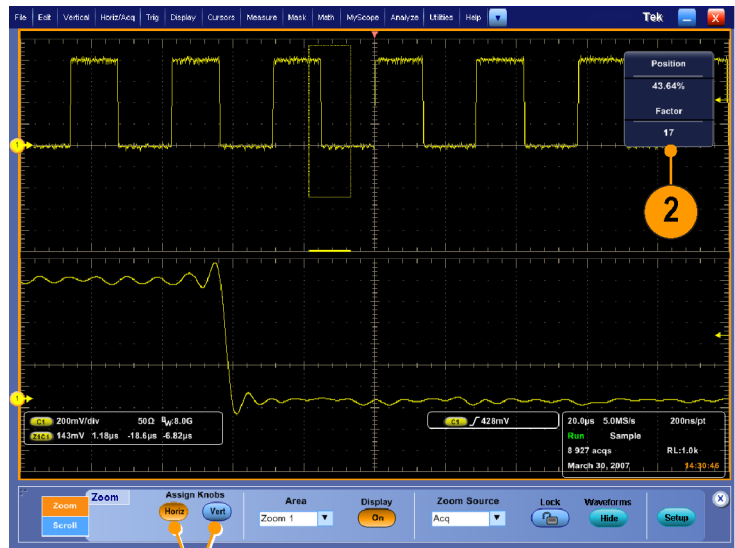 File Edit Vertical Horiz/Acq Trig Display Cursors Measure Mask Math MyScope Analyze Utilities Help Tek X
Position
43.64%
Factor
17
2
1
1
C1 200mV/div 50Ω BW:8.0G
Z1C1 143mV 1.18µs -18.6µs -6.82µs
C1 428mV
20.0µs 5.0MS/s 200ns/pt
Run Sample
8 927 acqs RL:1.0k
March 30, 2007 14:30:46
Zoom
Scroll
Zoom
Assign Knobs
Horiz Vert
Area
Zoom 1
Display
On
Zoom Source
Acq
Lock
Waveforms
Hide
Setup
X